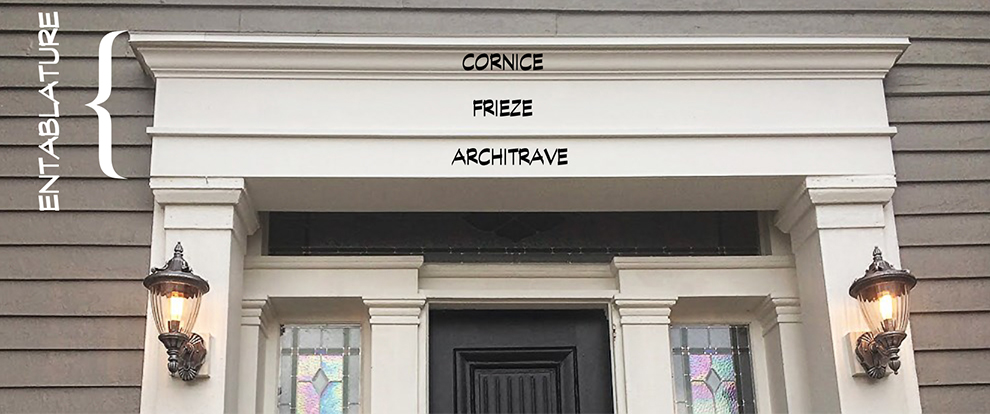 ENTABLATURE
CORNICE
FRIEZE
ARCHITRAVE